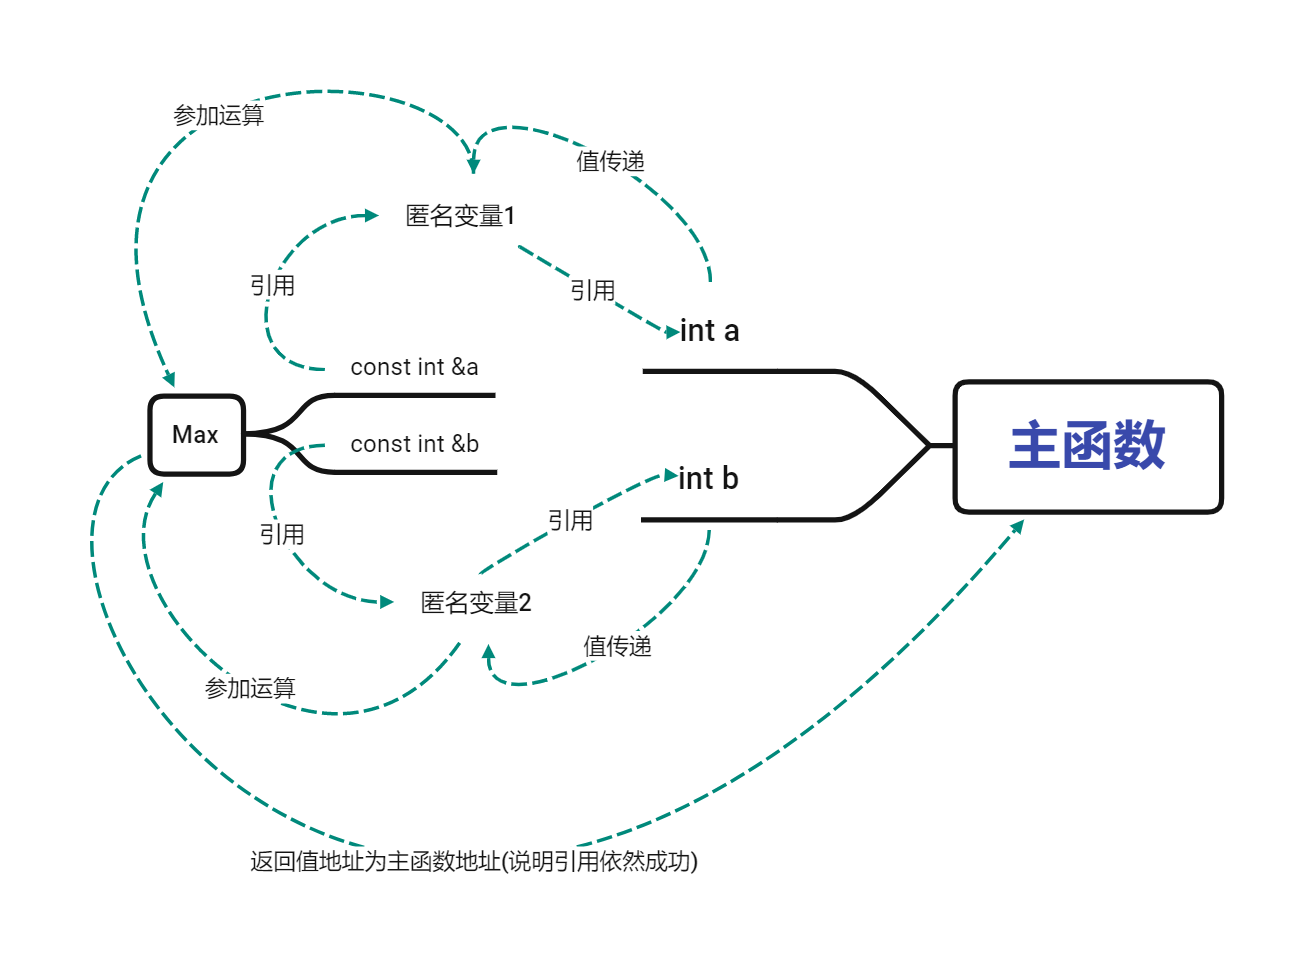 参加运算
值传递
匿名变量1
引用
引用
int a
const int &a
Max
主函数
const int &b
int b
引用
引用
匿名变量2
值传递
参加运算
返回值地址为主函数地址(说明引用依然成功)